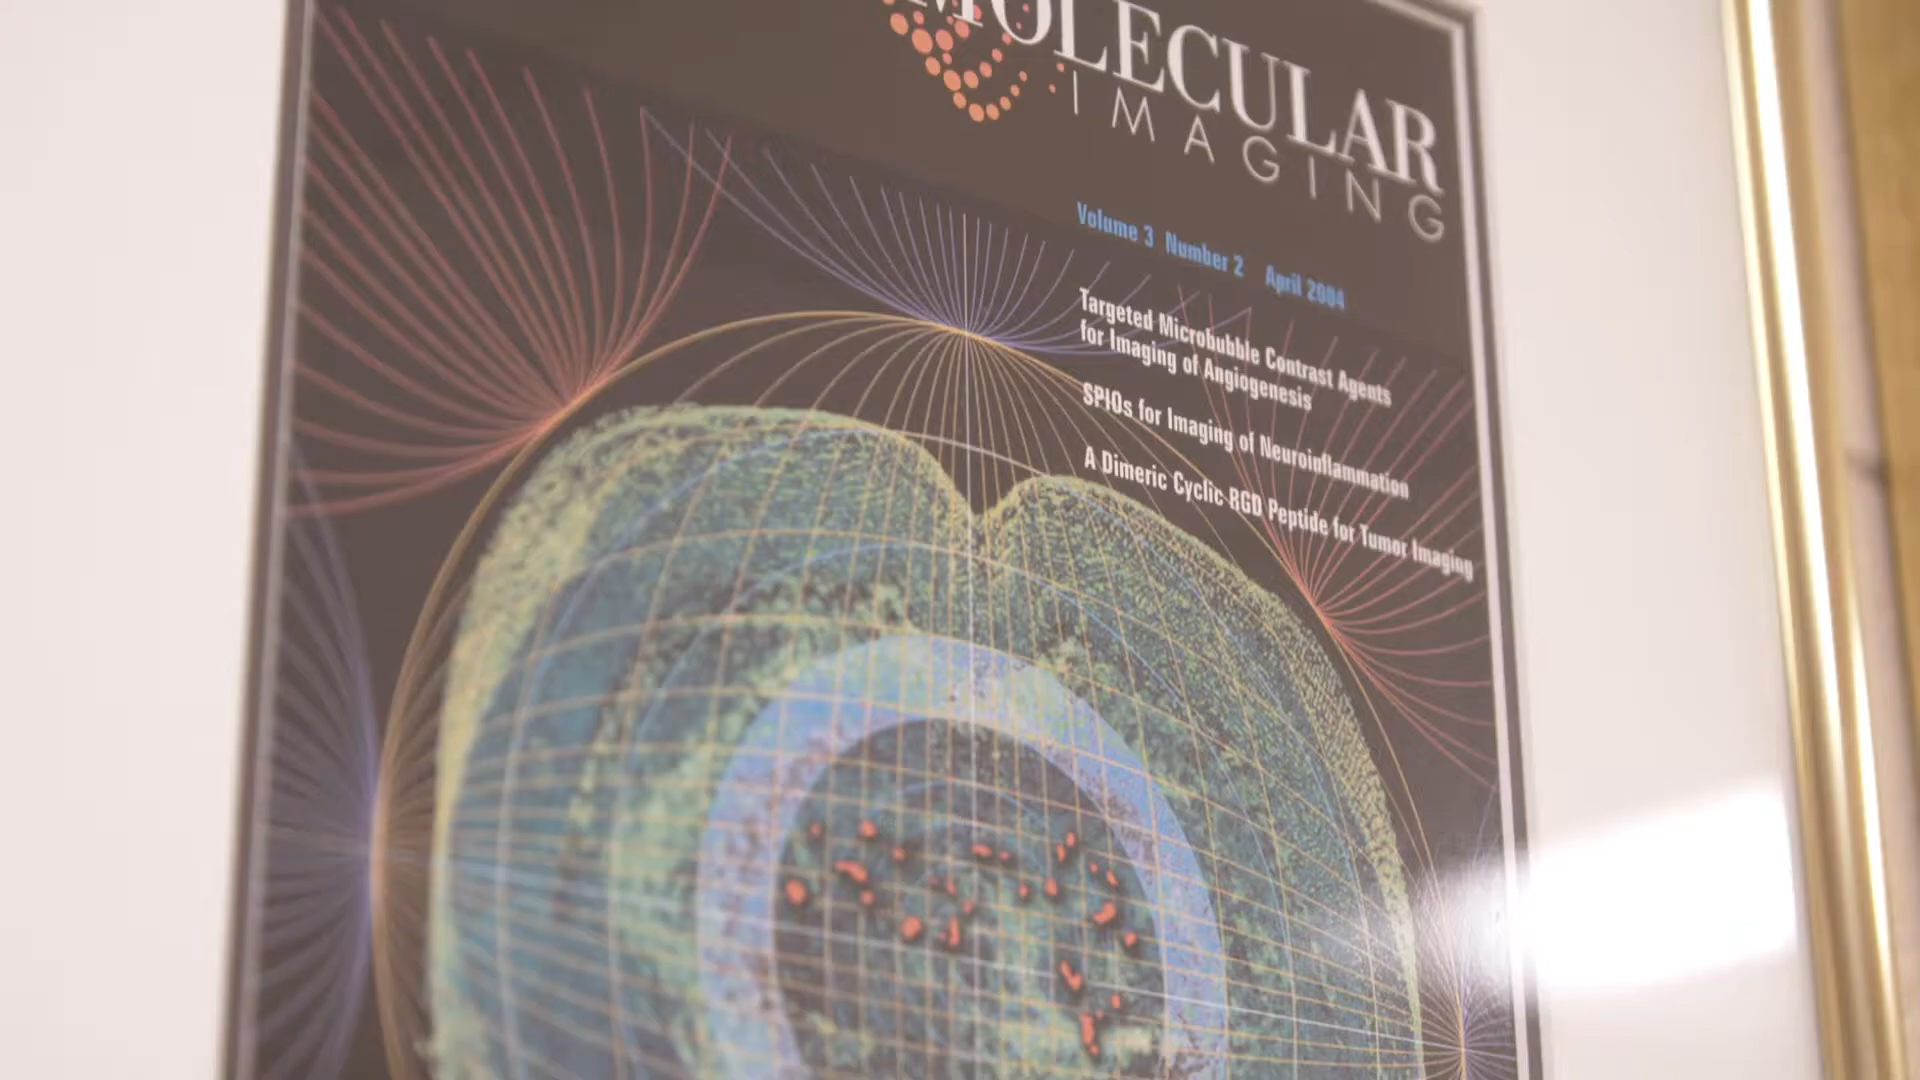 MOLECULAR
IMAGING
Volume 3 Number 2 April 2004
Targeted Microbubble Contrast Agents
for Imaging of Angiogenesis
SPIOs for Imaging of Neuroinflammation
A Dimeric Cyclic RGD Peptide for Tumor Imaging